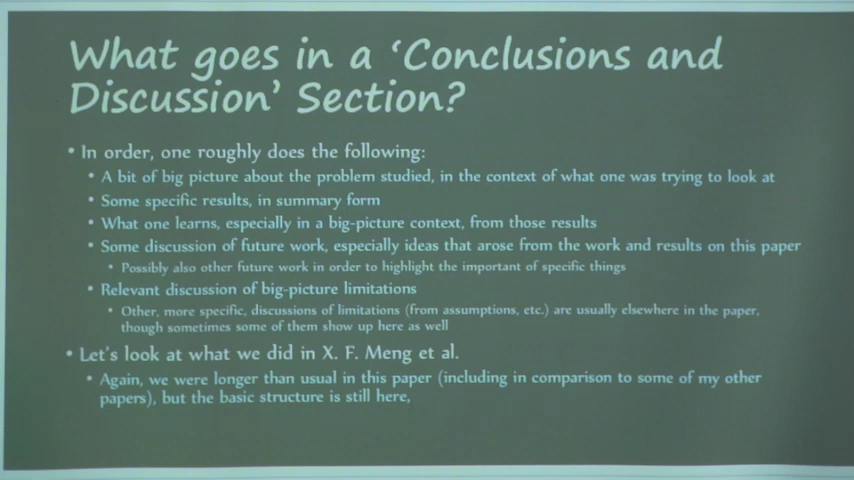 What goes in a ‘Conclusions and
Discussion’ Section?
• In order, one roughly does the following:
• A bit of big picture about the problem studied, in the context of what one was trying to look at
• Some specific results, in summary form
• What one learns, especially in a big-picture context, from those results
• Some discussion of future work, especially ideas that arose from the work and results on this paper
• Possibly also other future work in order to highlight the important of specific things
• Relevant discussion of big-picture limitations
• Other, more specific, discussions of limitations (from assumptions, etc.) are usually elsewhere in the paper,
though sometimes some of them show up here as well
• Let’s look at what we did in X. F. Meng et al.
• Again, we were longer than usual in this paper (including in comparison to some of my other
papers), but the basic structure is still here,